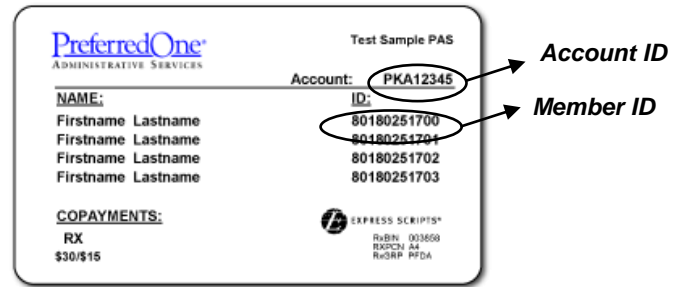 PreferredOne®
ADMINISTRATIVE SERVICES
Test Sample PAS
Account: PKA12345
Account ID
NAME: ID:
Member ID
Firstname Lastname 80180251700
Firstname Lastname 80180251701
Firstname Lastname 80180251702
Firstname Lastname 80180251703
COPAYMENTS:
EXPRESS SCRIPTS®
RX
$30/$15
RxBIN 003858
RXPCN A4
RxGRP PFDA